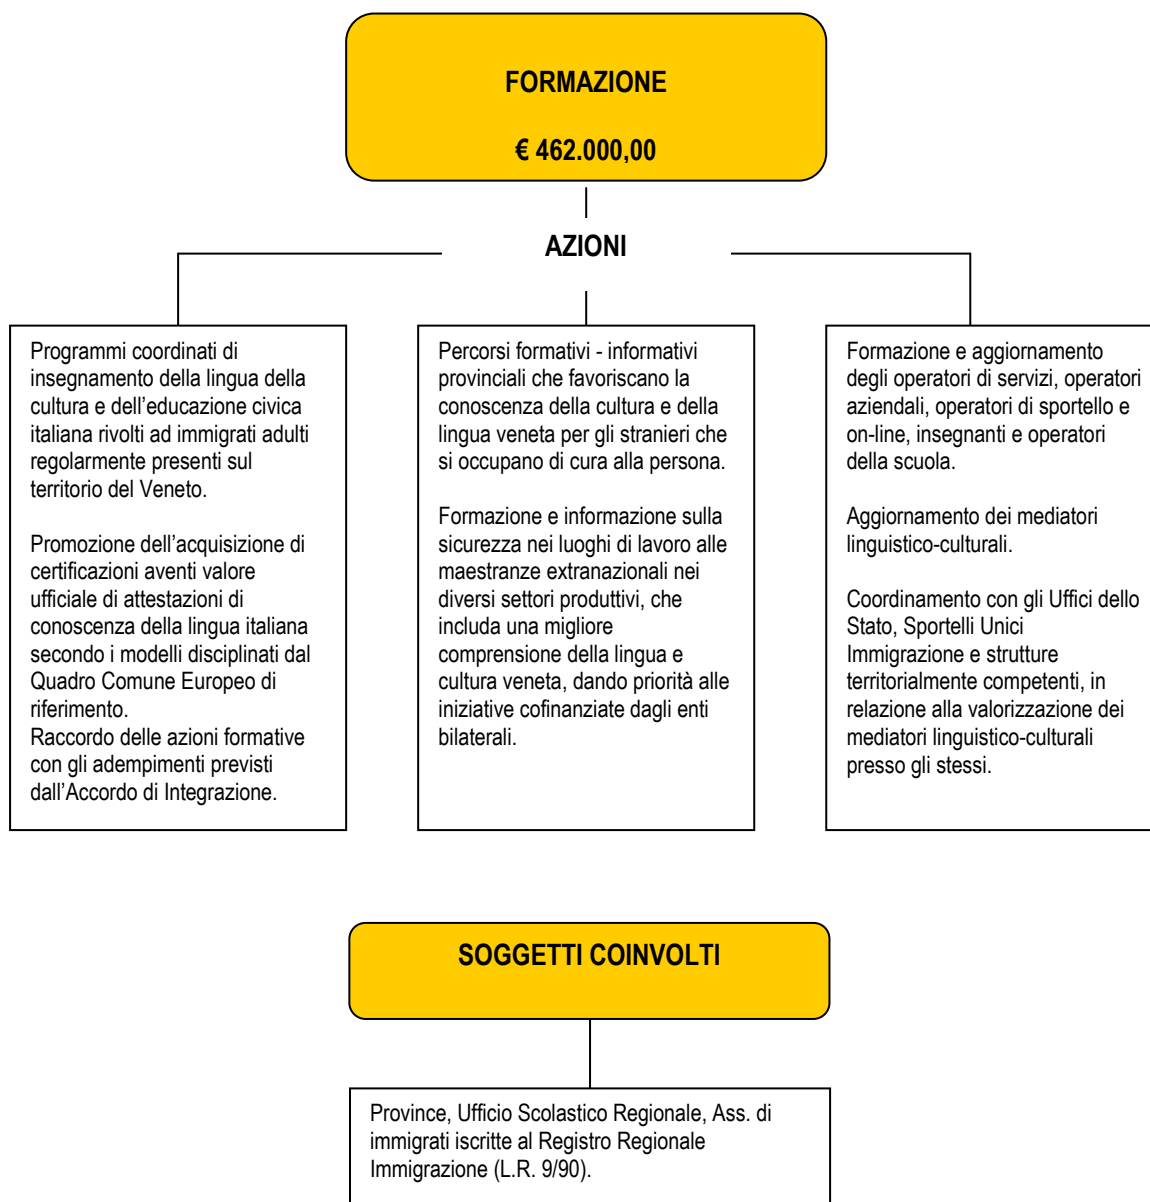 FORMAZIONE
€ 462.000,00
AZIONI
Programmi coordinati di
insegnamento della lingua della
cultura e dell’educazione civica
italiana rivolti ad immigrati adulti
regolarmente presenti sul
territorio del Veneto.
Promozione dell’acquisizione di
certificazioni aventi valore
ufficiale di attestazioni di
conoscenza della lingua italiana
secondo i modelli disciplinati dal
Quadro Comune Europeo di
riferimento.
Raccordo delle azioni formative
con gli adempimenti previsti
dall’Accordo di Integrazione.
Percorsi formativi - informativi
provinciali che favoriscano la
conoscenza della cultura e della
lingua veneta per gli stranieri che
si occupano di cura alla persona.
Formazione e informazione sulla
sicurezza nei luoghi di lavoro alle
maestranze extranazionali nei
diversi settori produttivi, che
includa una migliore
comprensione della lingua e
cultura veneta, dando priorità alle
iniziative cofinanziate dagli enti
bilaterali.
Formazione e aggiornamento
degli operatori di servizi, operatori
aziendali, operatori di sportello e
on-line, insegnanti e operatori
della scuola.
Aggiornamento dei mediatori
linguistico-culturali.
Coordinamento con gli Uffici dello
Stato, Sportelli Unici
Immigrazione e strutture
territorialmente competenti, in
relazione alla valorizzazione dei
mediatori linguistico-culturali
presso gli stessi.
SOGGETTI COINVOLTI
Province, Ufficio Scolastico Regionale, Ass. di
immigrati iscritte al Registro Regionale
Immigrazione (L.R. 9/90).